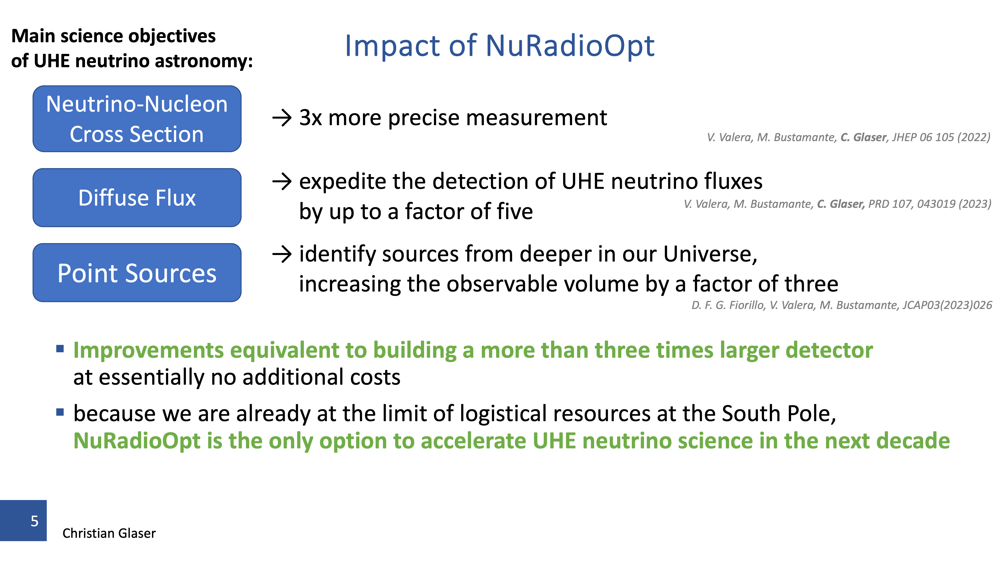 Main science objectives
of UHE neutrino astronomy:
Impact of NuRadioOpt
Neutrino-Nucleon
Cross Section
→ 3x more precise measurement
V. Valera, M. Bustamante, C. Glaser, JHEP 06 105 (2022)
Diffuse Flux
→ expedite the detection of UHE neutrino fluxes
by up to a factor of five
V. Valera, M. Bustamante, C. Glaser, PRD 107, 043019 (2023)
Point Sources
→ identify sources from deeper in our Universe,
increasing the observable volume by a factor of three
D. F. G. Fiorillo, V. Valera, M. Bustamante, JCAP03(2023)026
▪ Improvements equivalent to building a more than three times larger detector
at essentially no additional costs
▪ because we are already at the limit of logistical resources at the South Pole,
NuRadioOpt is the only option to accelerate UHE neutrino science in the next decade
5
Christian Glaser